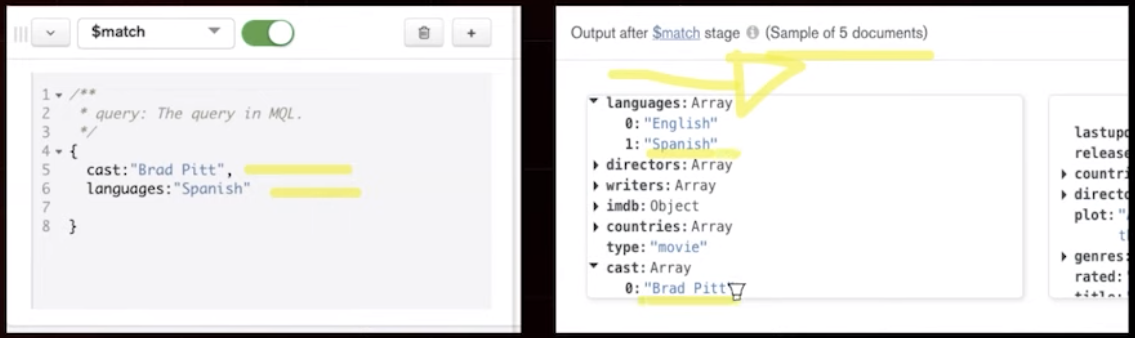 $match
+
1 /**
2 * query: The query in MQL.
3 */
4 {
5 cast:"Brad Pitt",
6 languages:"Spanish"
7
8 }
Output after $match stage (Sample of 5 documents)
languages: Array
0: "English"
1: "Spanish"
directors: Array
writers: Array
imdb: Object
countries: Array
type: "movie"
cast: Array
0: "Brad Pitt"
lastupd
release
countri
directo
plot: "
genres:
rated:
title: